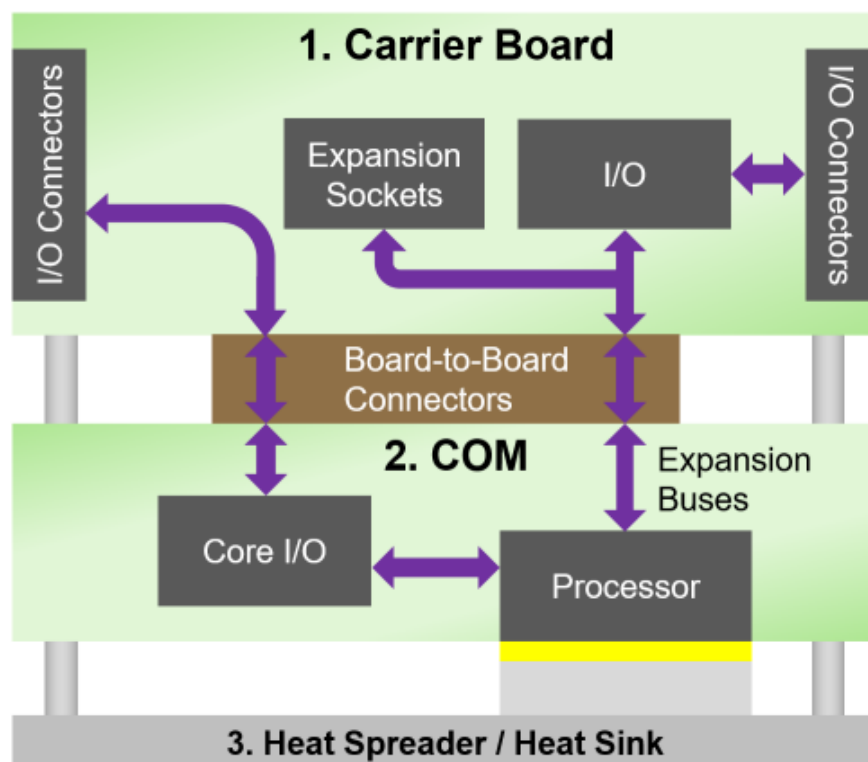 1. Carrier Board
I/O Connectors
Expansion
Sockets
I/O
I/O Connectors
Board-to-Board
Connectors
2. COM
Expansion
Buses
Core I/O
Processor
3. Heat Spreader / Heat Sink